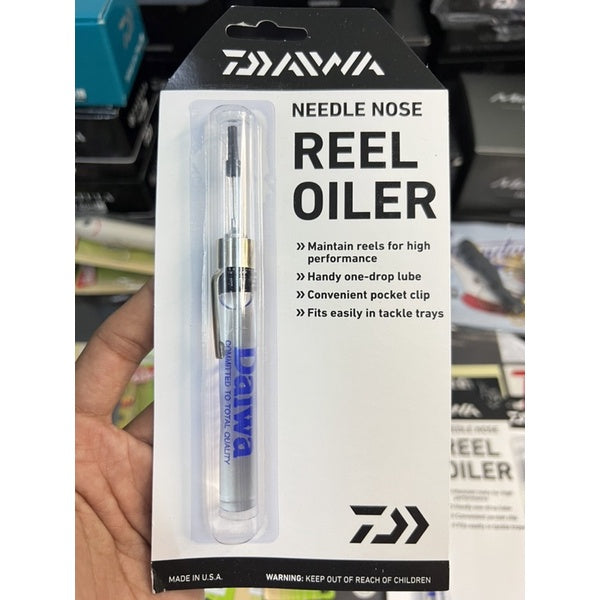 DAIWA
NEEDLE NOSE
REEL
OILER
» Maintain reels for high
performance
» Handy one-drop lube
» Convenient pocket clip
» Fits easily in tackle trays
Daiwa
COMMITTED TO TOTAL QUALITY
MADE IN U.S.A.
WARNING: KEEP OUT OF REACH OF CHILDREN
NEEDLE NOSE
REEL
OILER